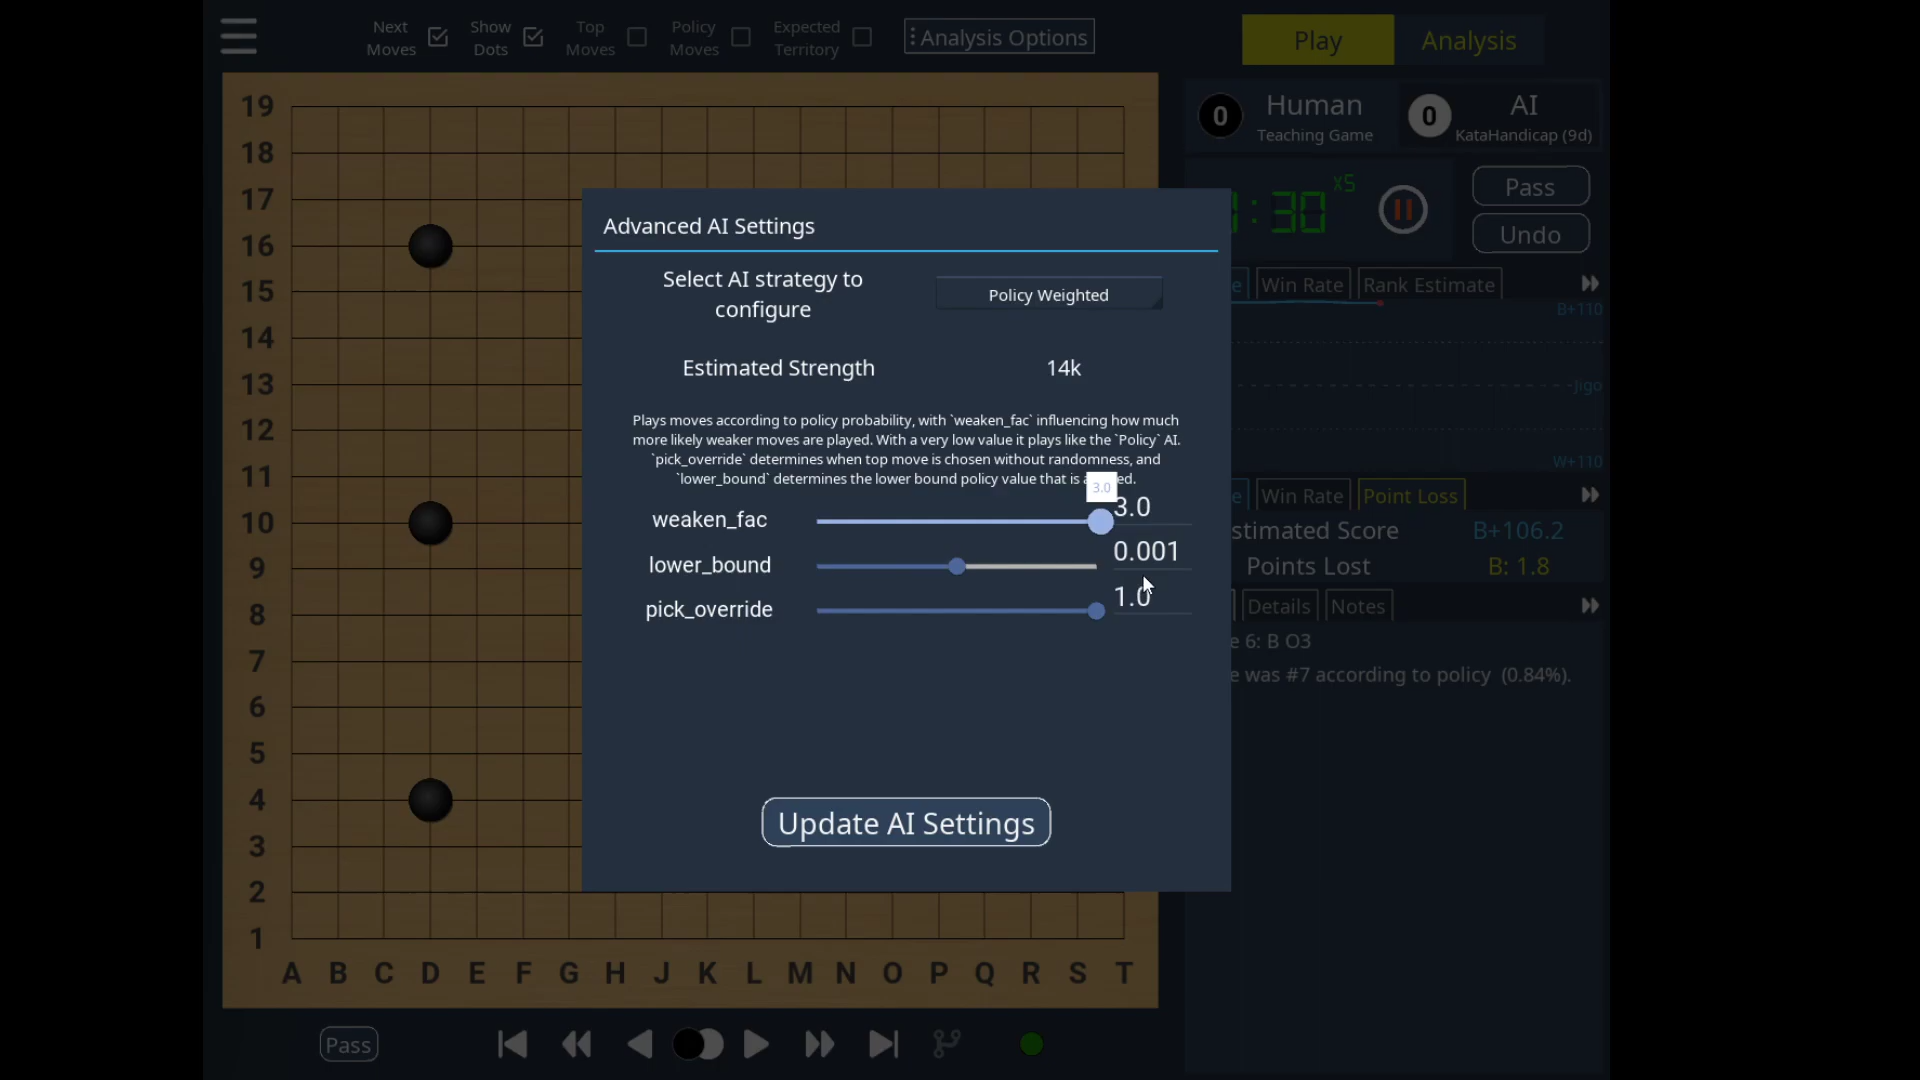 Next Moves
Show Dots
Top Moves
Policy Moves
Expected Territory
Analysis Options
Play
Analysis
19
18
17
16
15
14
13
12
11
10
9
8
7
6
5
4
3
2
1
A B C D E F G H J K L M N O P Q R S T
Pass
0
Human
Teaching Game
0
AI
KataHandicap (9d)
:30
x5
Pass
Undo
Win Rate
Rank Estimate
B+110
Jigo
W+110
Win Rate
Point Loss
B+106.2
Points Lost
B: 1.8
Details
Notes
6: B O3
was #7 according to policy (0.84%).
Advanced AI Settings
Select AI strategy to
configure
Policy Weighted
Estimated Strength
14k
Plays moves according to policy probability, with `weaken_fac` influencing how much
more likely weaker moves are played. With a very low value it plays like the `Policy` AI.
`pick_override` determines when top move is chosen without randomness, and
`lower_bound` determines the lower bound policy value that is
3.0
weaken_fac
3.0
lower_bound
0.001
pick_override
1.0
Update AI Settings